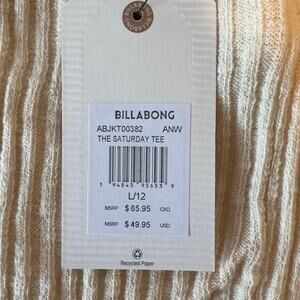 BILLABONG
ABJKT00382 ANW
THE SATURDAY TEE
1 94843 95653 9
L/12
MSRP $ 65.95 CAD
MSRP $ 49.95 USD
Recycled Paper